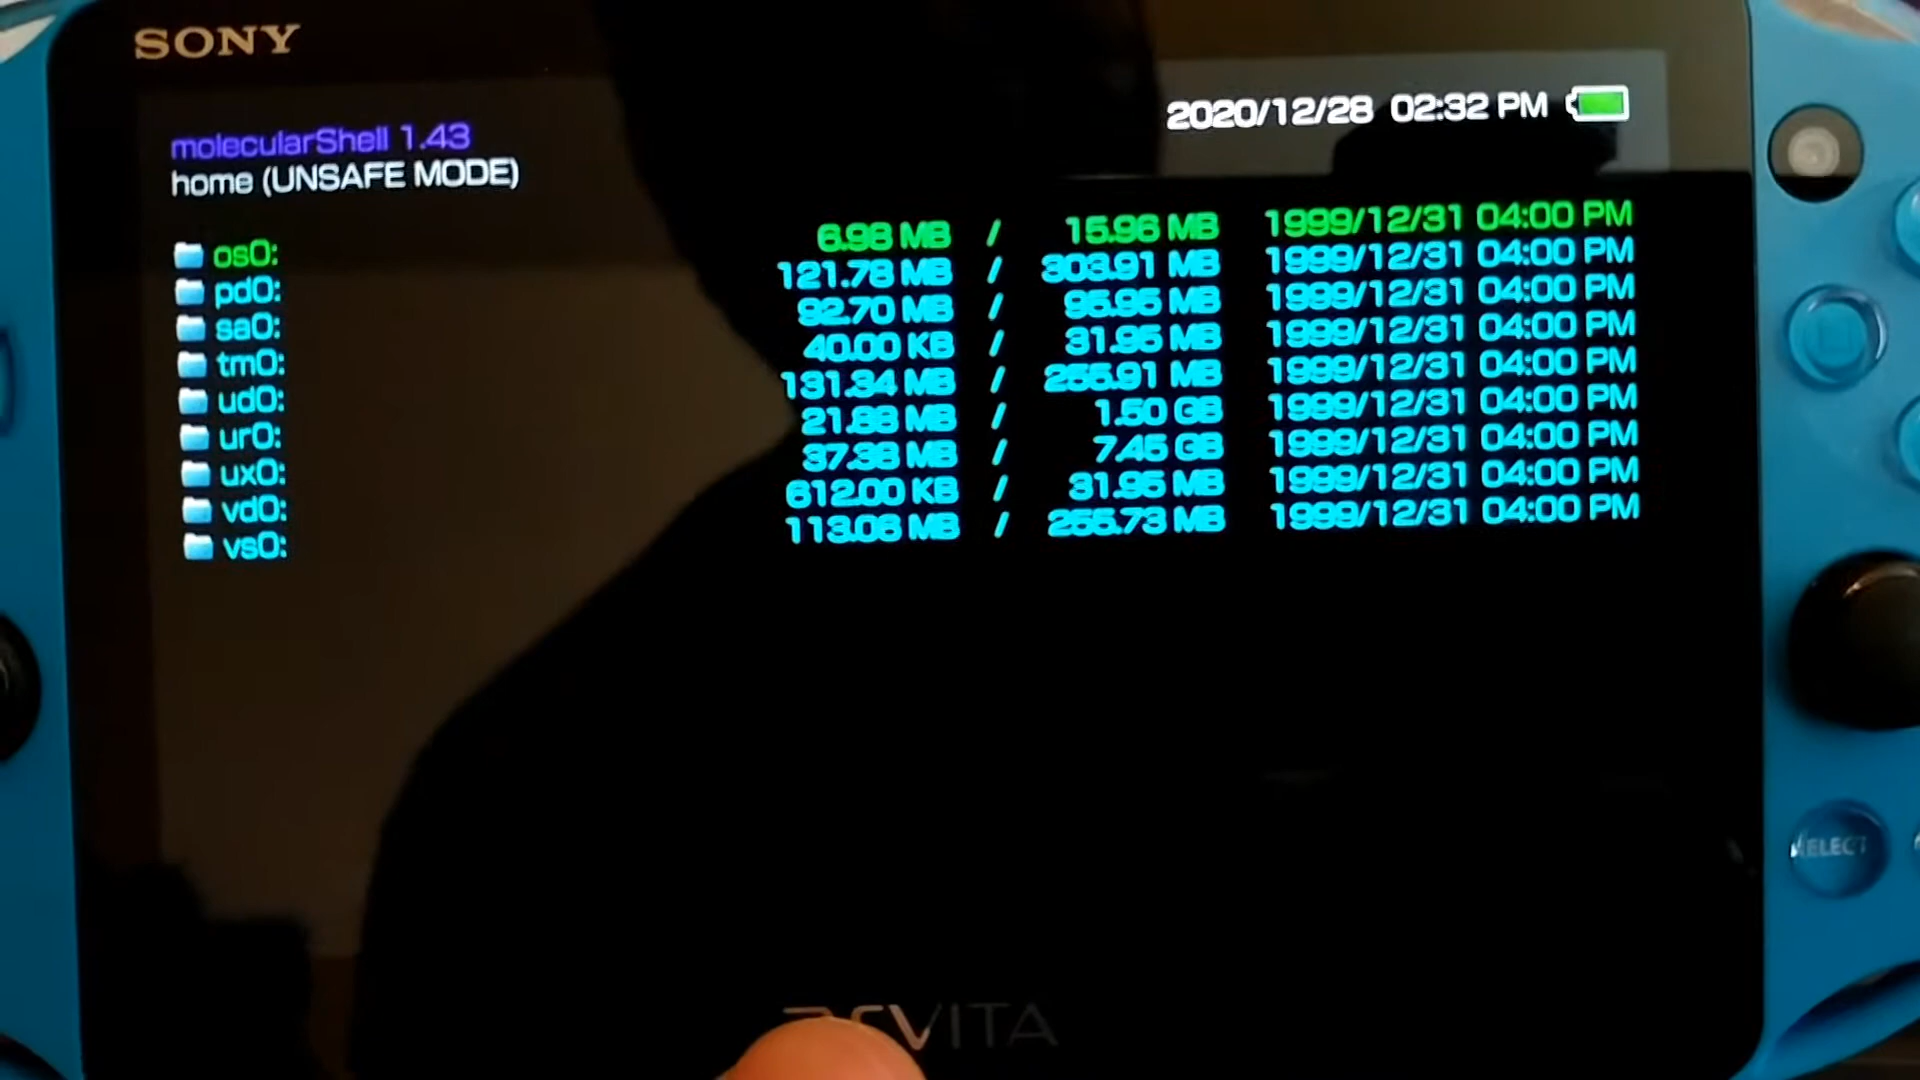 SONY
2020/12/28 02:32 PM
molecularShell 1.43
home (UNSAFE MODE)
os0: 6.98 MB / 15.96 MB 1999/12/31 04:00 PM
pd0: 121.78 MB / 303.91 MB 1999/12/31 04:00 PM
sa0: 92.70 MB / 95.95 MB 1999/12/31 04:00 PM
tm0: 40.00 KB / 31.95 MB 1999/12/31 04:00 PM
ud0: 131.34 MB / 255.91 MB 1999/12/31 04:00 PM
ur0: 21.88 MB / 1.50 GB 1999/12/31 04:00 PM
ux0: 37.38 MB / 7.45 GB 1999/12/31 04:00 PM
vd0: 612.00 KB / 31.95 MB 1999/12/31 04:00 PM
vs0: 113.06 MB / 255.73 MB 1999/12/31 04:00 PM
SELECT
PSVITA